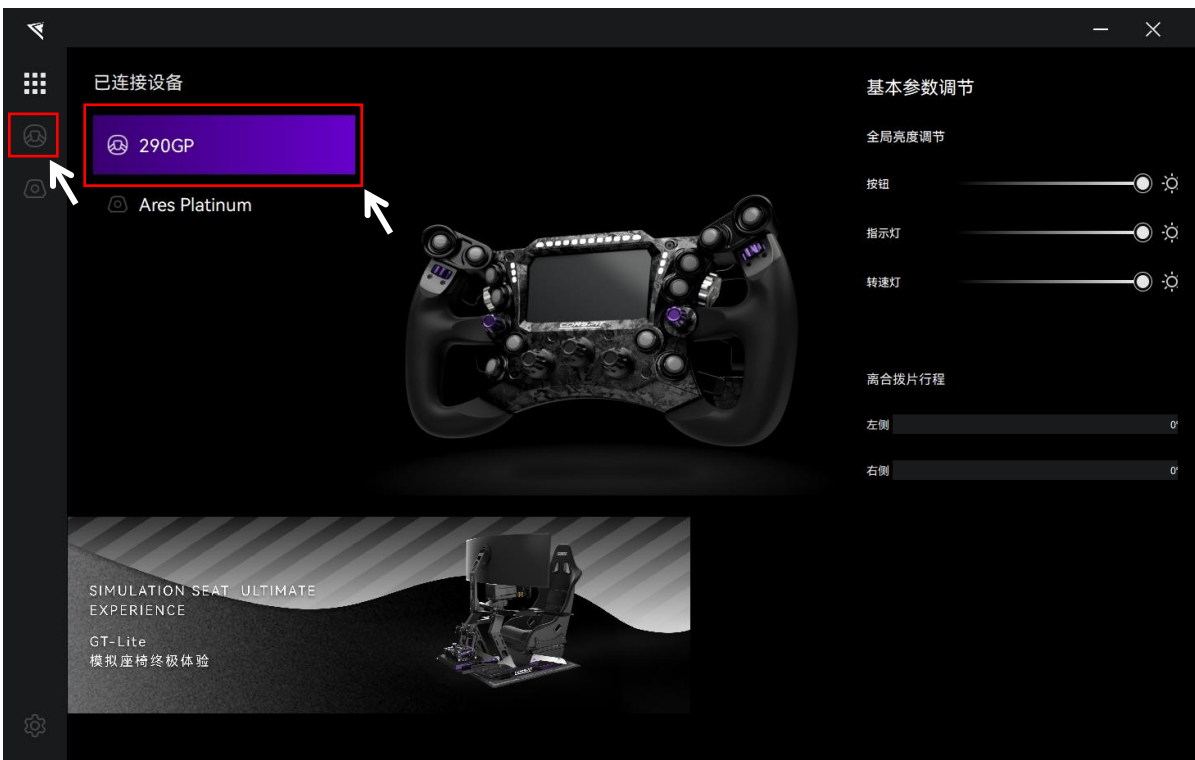 已连接设备
290GP
Ares Platinum
基本参数调节
全局亮度调节
按钮
指示灯
转速灯
离合拨片行程
左侧 0°
右侧 0°
SIMULATION SEAT ULTIMATE
EXPERIENCE
GT-Lite
模拟座椅终极体验